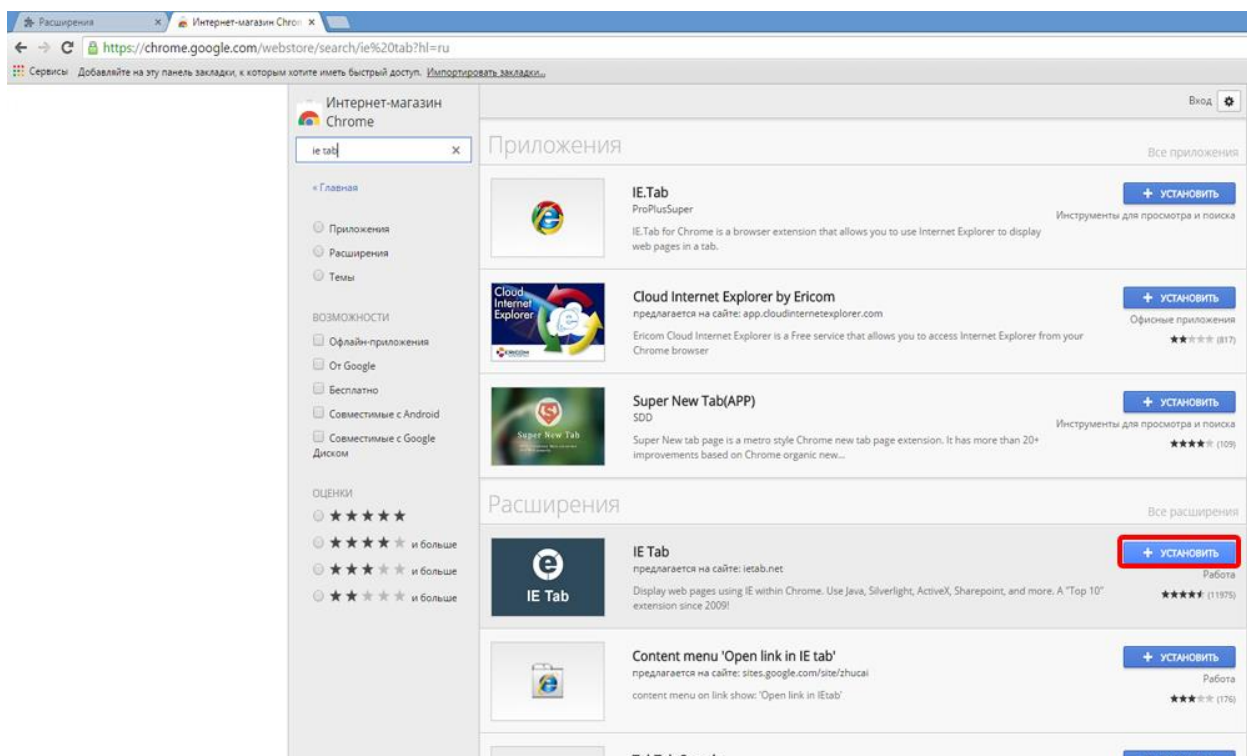 Расширения
Интернет-магазин Chron
https://chrome.google.com/webstore/search/ie%20tab?hl=ru
Сервисы Добавляйте на эту панель закладки, к которым хотите иметь быстрый доступ. Импортировать закладки...
Интернет-магазин
Chrome
Вход
ie tab
Приложения
Все приложения
« Главная
Приложения
Расширения
Темы
ВОЗМОЖНОСТИ
Офлайн-приложения
От Google
Бесплатно
Совместимые с Android
Совместимые с Google
Диском
ОЦЕНКИ
и больше
и больше
и больше
IE.Tab
ProPlusSuper
IE.Tab for Chrome is a browser extension that allows you to use Internet Explorer to display
web pages in a tab.
УСТАНОВИТЬ
Инструменты для просмотра и поиска
Cloud
Internet
Explorer
ERICOM
Cloud Internet Explorer by Ericom
предлагается на сайте: app.cloudinternetexplorer.com
Ericom Cloud Internet Explorer is a Free service that allows you to access Internet Explorer from your
Chrome browser
УСТАНОВИТЬ
Офисные приложения
(817)
Super New Tab
Super New Tab(APP)
SDD
Super New tab page is a metro style Chrome new tab page extension. It has more than 20+
improvements based on Chrome organic new...
УСТАНОВИТЬ
Инструменты для просмотра и поиска
(109)
Расширения
Все расширения
IE Tab
IE Tab
предлагается на сайте: ietab.net
Display web pages using IE within Chrome. Use Java, Silverlight, ActiveX, Sharepoint, and more. A "Top 10"
extension since 2009!
УСТАНОВИТЬ
Работа
(11975)
Content menu 'Open link in IE tab'
предлагается на сайте: sites.google.com/site/zhucai
content menu on link show: 'Open link in IEtab'
УСТАНОВИТЬ
Работа
(176)